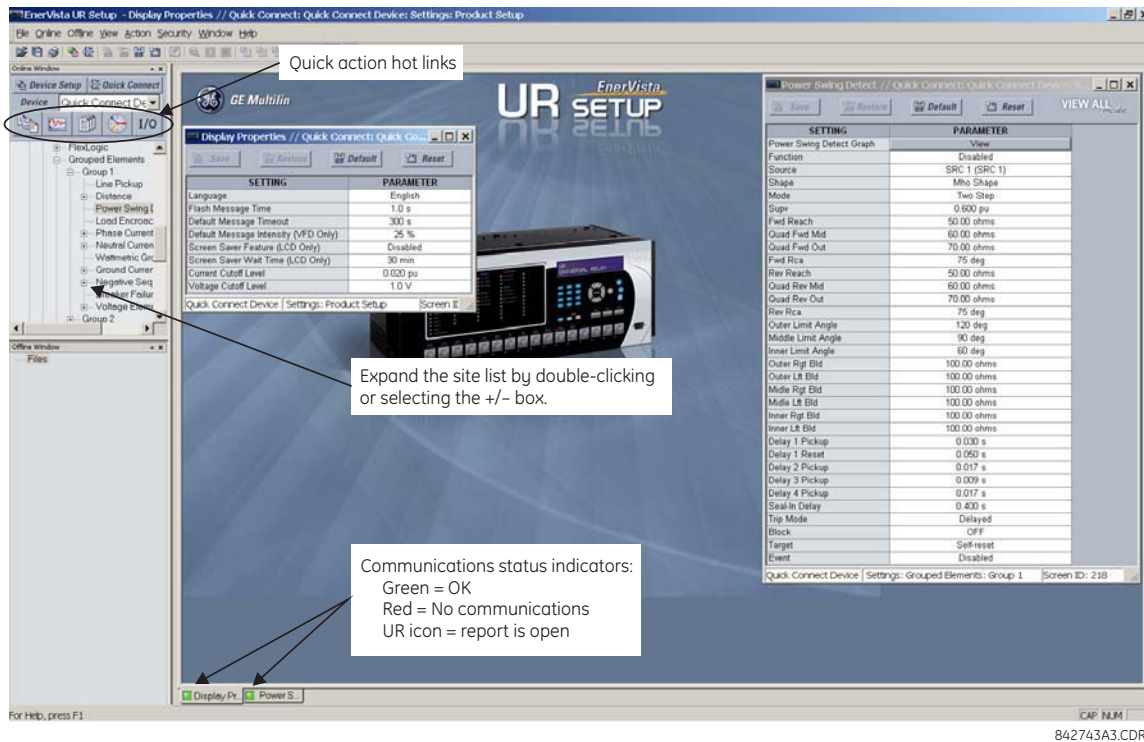 EnerVista UR Setup - Display Properties // Quick Connect: Quick Connect Device: Settings: Product Setup
File Online Offline View Action Security Window Help
Quick action hot links
Online Window
Device Setup Quick Connect
Device Quick Connect De
I/O
FlexLogic
Grouped Elements
Group 1
Line Pickup
Distance
Power Swing
Load Encroac
Phase Current
Neutral Curren
Wattmetric
Ground Curren
Negative Seq
Breaker Failur
Voltage Eleme
Group 2
Offline Window
Files
GE Multilin
EnerVista
UR SETUP
Display Properties // Quick Connect: Quick Co...
Save Restore Default Reset
SETTING PARAMETER
Language English
Flash Message Time 1.0 s
Default Message Timeout 300 s
Default Message Intensity (VFD Only) 25 %
Screen Saver Feature (LCD Only) Disabled
Screen Saver Wait Time (LCD Only) 30 min
Current Cutoff Level 0.020 pu
Voltage Cutoff Level 1.0 V
Quick Connect Device Settings: Product Setup Screen
Expand the site list by double-clicking
or selecting the +/– box.
Communications status indicators:
Green = OK
Red = No communications
UR icon = report is open
Power Swing Detect // Quick Connect: Quick Connect Device:
Save Restore Default Reset VIEW ALL mode
SETTING PARAMETER
Power Swing Detect Graph View
Function Disabled
Source SRC 1 (SRC 1)
Shape Mho Shape
Mode Two Step
Supv 0.600 pu
Fwd Reach 50.00 ohms
Quad Fwd Mid 60.00 ohms
Quad Fwd Out 70.00 ohms
Fwd Rca 75 deg
Rev Reach 50.00 ohms
Quad Rev Mid 60.00 ohms
Quad Rev Out 70.00 ohms
Rev Rca 75 deg
Outer Limit Angle 120 deg
Middle Limit Angle 90 deg
Inner Limit Angle 60 deg
Outer Rgt Bld 100.00 ohms
Outer Lft Bld 100.00 ohms
Midle Rgt Bld 100.00 ohms
Midle Lft Bld 100.00 ohms
Inner Rgt Bld 100.00 ohms
Inner Lft Bld 100.00 ohms
Delay 1 Pickup 0.030 s
Delay 1 Reset 0.050 s
Delay 2 Pickup 0.017 s
Delay 3 Pickup 0.009 s
Delay 4 Pickup 0.017 s
Seal-In Delay 0.400 s
Trip Mode Delayed
Block OFF
Target Self-reset
Event Disabled
Quick Connect Device Settings: Grouped Elements: Group 1 Screen ID: 218
Display Pr.. Power S...
For Help, press F1
CAP NUM
842743A3.CDR